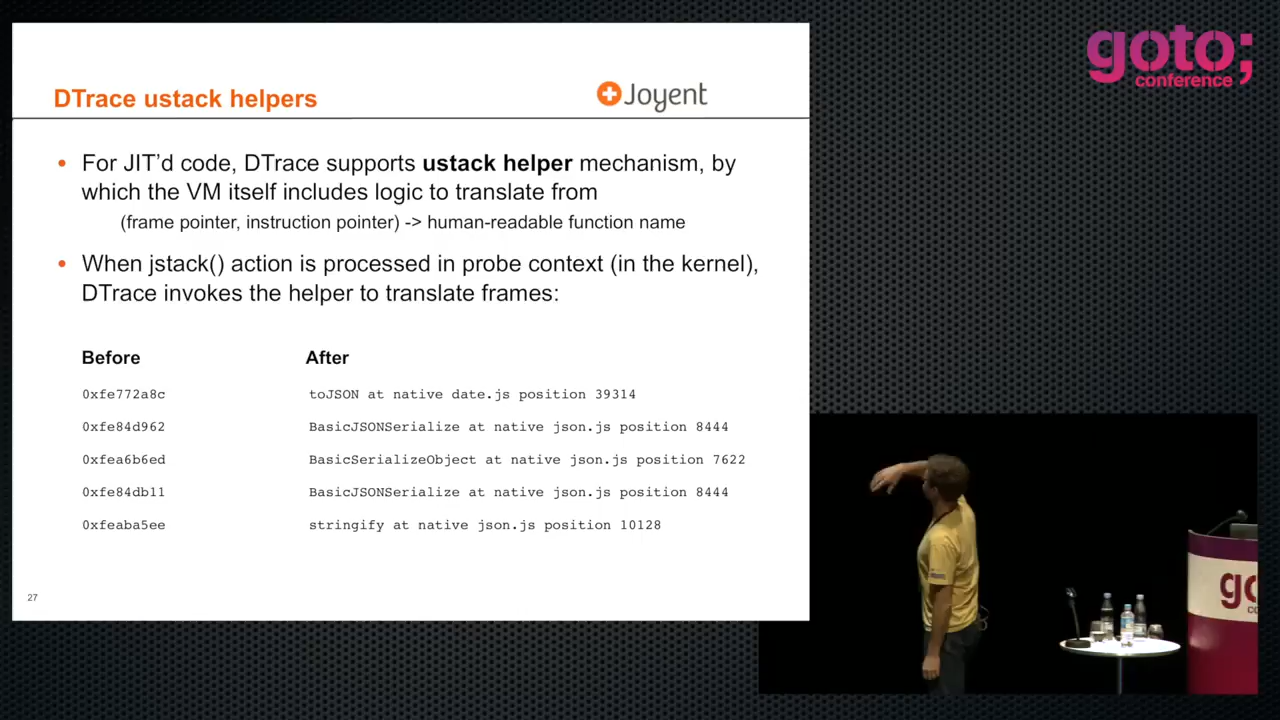 goto;
conference
DTrace ustack helpers
Joyent
• For JIT'd code, DTrace supports ustack helper mechanism, by
which the VM itself includes logic to translate from
(frame pointer, instruction pointer) -> human-readable function name
• When jstack() action is processed in probe context (in the kernel),
DTrace invokes the helper to translate frames:
Before After
0xfe772a8c toJSON at native date.js position 39314
0xfe84d962 BasicJSONSerialize at native json.js position 8444
0xfea6b6ed BasicSerializeObject at native json.js position 7622
0xfe84db11 BasicJSONSerialize at native json.js position 8444
0xfeaba5ee stringify at native json.js position 10128
27
go
co